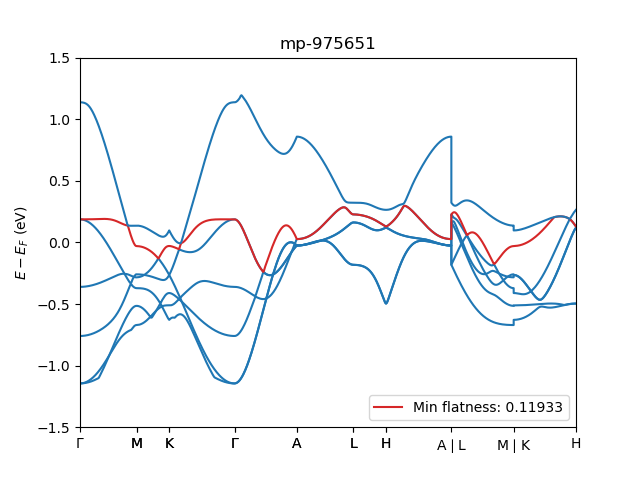 mp-975651
E − E_F (eV)
1.5
1.0
0.5
0.0
−0.5
−1.0
−1.5
Min flatness: 0.11933
Γ M K Γ A L H A | L M | K H